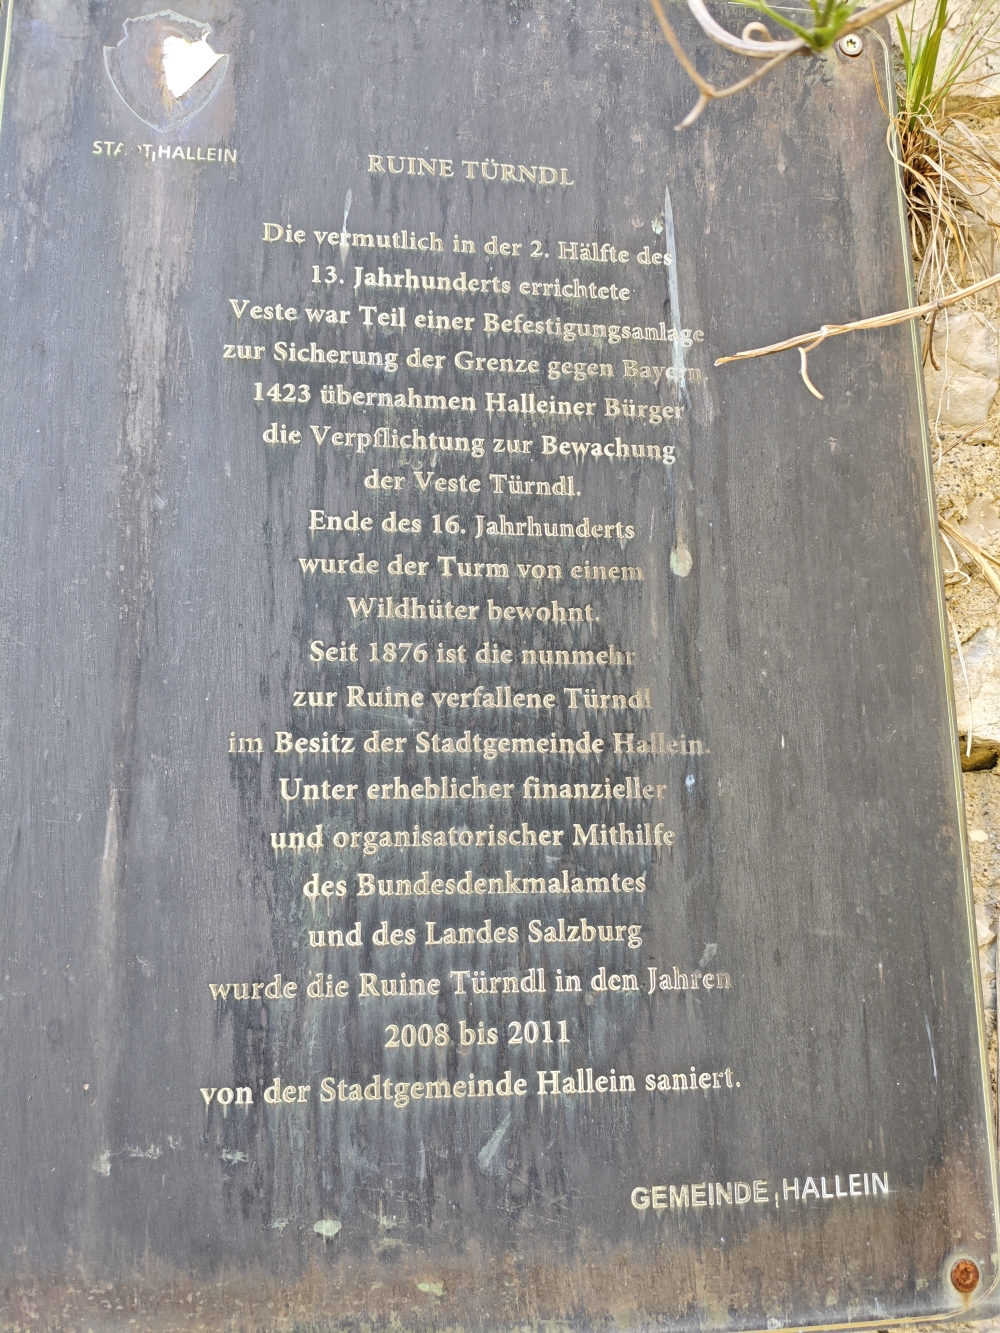 STADT HALLEIN
RUINE TÜRNDL
Die vermutlich in der 2. Hälfte des
13. Jahrhunderts errichtete
Veste war Teil einer Befestigungsanlage
zur Sicherung der Grenze gegen Bayern.
1423 übernahmen Halleiner Bürger
die Verpflichtung zur Bewachung
der Veste Türndl.
Ende des 16. Jahrhunderts
wurde der Turm von einem
Wildhüter bewohnt.
Seit 1876 ist die nunmehr
zur Ruine verfallene Türndl
im Besitz der Stadtgemeinde Hallein.
Unter erheblicher finanzieller
und organisatorischer Mithilfe
des Bundesdenkmalamtes
und des Landes Salzburg
wurde die Ruine Türndl in den Jahren
2008 bis 2011
von der Stadtgemeinde Hallein saniert.
GEMEINDE HALLEIN